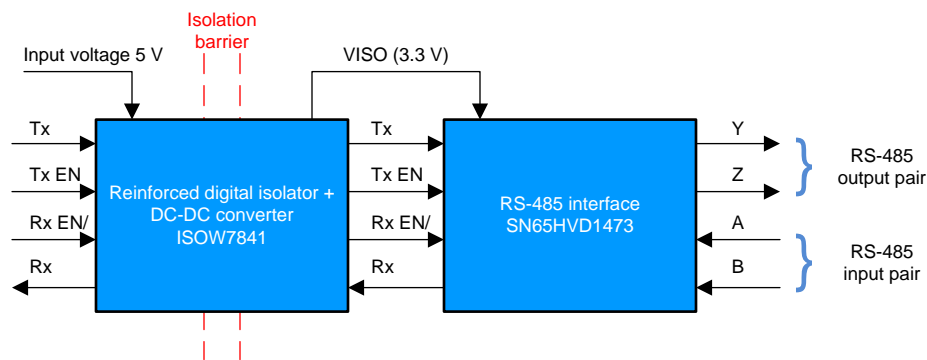 Isolation
barrier
Input voltage 5 V
VISO (3.3 V)
Tx
Tx EN
Rx EN/
Rx
Reinforced digital isolator +
DC-DC converter
ISOW7841
Tx
Tx EN
Rx EN/
Rx
RS-485 interface
SN65HVD1473
Y
Z
A
B
RS-485
output pair
RS-485
input pair